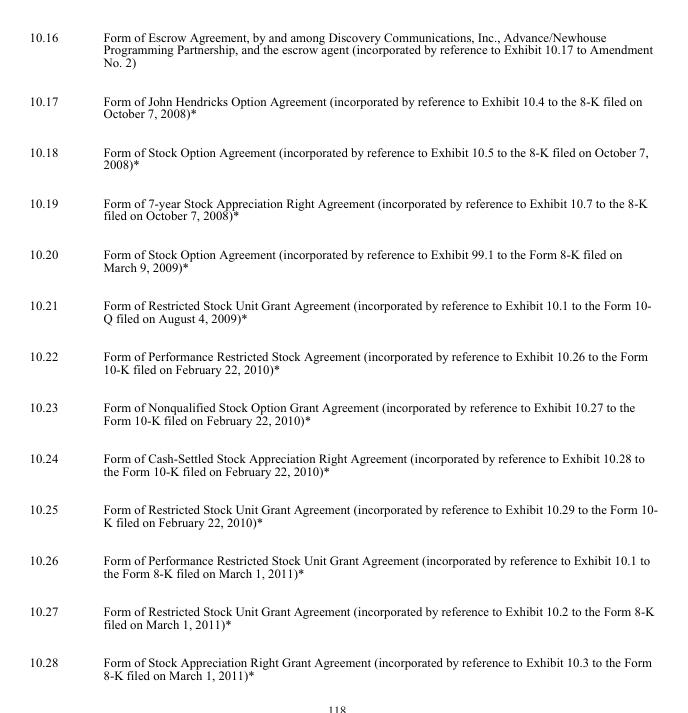 10.16 Form of Escrow Agreement, by and among Discovery Communications, Inc., Advance/Newhouse
Programming Partnership, and the escrow agent (incorporated by reference to Exhibit 10.17 to Amendment
No. 2)
10.17 Form of John Hendricks Option Agreement (incorporated by reference to Exhibit 10.4 to the 8-K filed on
October 7, 2008)*
10.18 Form of Stock Option Agreement (incorporated by reference to Exhibit 10.5 to the 8-K filed on October 7,
2008)*
10.19 Form of 7-year Stock Appreciation Right Agreement (incorporated by reference to Exhibit 10.7 to the 8-K
filed on October 7, 2008)*
10.20 Form of Stock Option Agreement (incorporated by reference to Exhibit 99.1 to the Form 8-K filed on
March 9, 2009)*
10.21 Form of Restricted Stock Unit Grant Agreement (incorporated by reference to Exhibit 10.1 to the Form 10-
Q filed on August 4, 2009)*
10.22 Form of Performance Restricted Stock Agreement (incorporated by reference to Exhibit 10.26 to the Form
10-K filed on February 22, 2010)*
10.23 Form of Nonqualified Stock Option Grant Agreement (incorporated by reference to Exhibit 10.27 to the
Form 10-K filed on February 22, 2010)*
10.24 Form of Cash-Settled Stock Appreciation Right Agreement (incorporated by reference to Exhibit 10.28 to
the Form 10-K filed on February 22, 2010)*
10.25 Form of Restricted Stock Unit Grant Agreement (incorporated by reference to Exhibit 10.29 to the Form 10-
K filed on February 22, 2010)*
10.26 Form of Performance Restricted Stock Unit Grant Agreement (incorporated by reference to Exhibit 10.1 to
the Form 8-K filed on March 1, 2011)*
10.27 Form of Restricted Stock Unit Grant Agreement (incorporated by reference to Exhibit 10.2 to the Form 8-K
filed on March 1, 2011)*
10.28 Form of Stock Appreciation Right Grant Agreement (incorporated by reference to Exhibit 10.3 to the Form
8-K filed on March 1, 2011)*
118